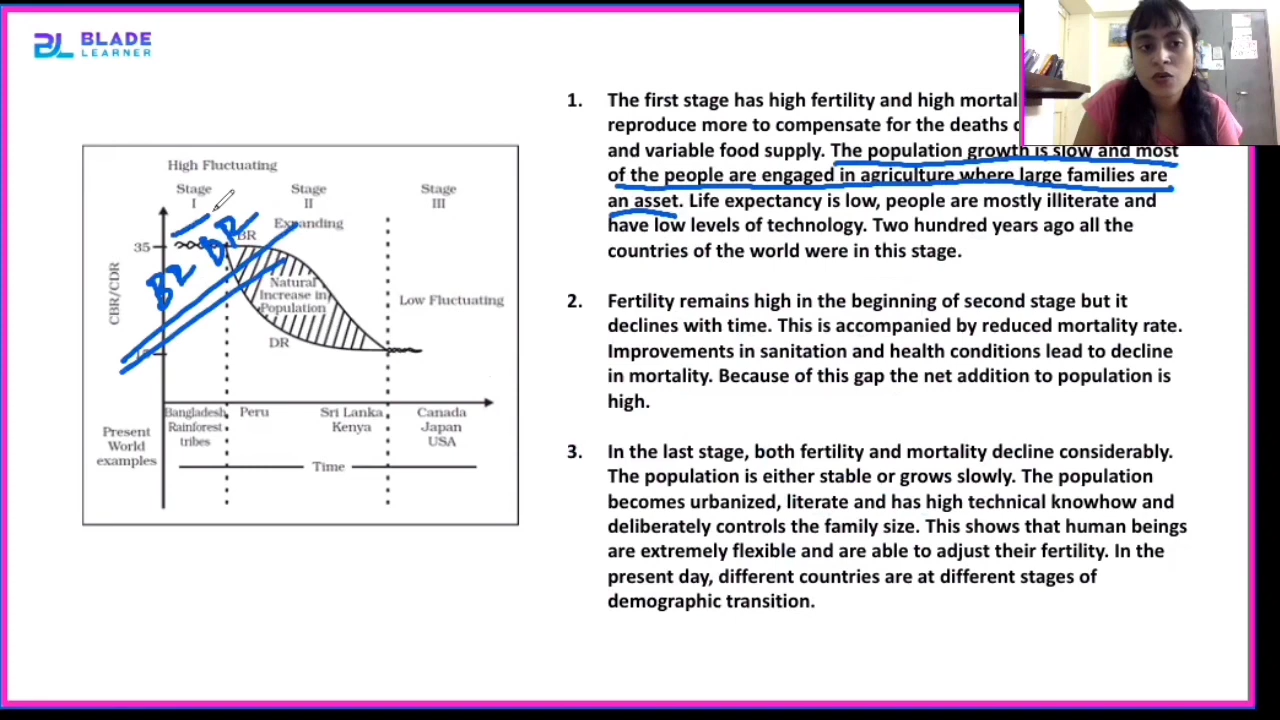 BLADE
LEARNER
High Fluctuating
Stage
I
Stage
II
Stage
III
Expanding
35
BR
BR DR
CBR/CDR
Natural
Increase in
Population
Low Fluctuating
DR
Bangladesh
Rainforest
tribes
Peru
Sri Lanka
Kenya
Canada
Japan
USA
Present
World
examples
Time
1. The first stage has high fertility and high
reproduce more to compensate for the deaths
and variable food supply. The population growth is slow and most
of the people are engaged in agriculture where large families are
an asset. Life expectancy is low, people are mostly illiterate and
have low levels of technology. Two hundred years ago all the
countries of the world were in this stage.
2. Fertility remains high in the beginning of second stage but it
declines with time. This is accompanied by reduced mortality rate.
Improvements in sanitation and health conditions lead to decline
in mortality. Because of this gap the net addition to population is
high.
3. In the last stage, both fertility and mortality decline considerably.
The population is either stable or grows slowly. The population
becomes urbanized, literate and has high technical knowhow and
deliberately controls the family size. This shows that human beings
are extremely flexible and are able to adjust their fertility. In the
present day, different countries are at different stages of
demographic transition.